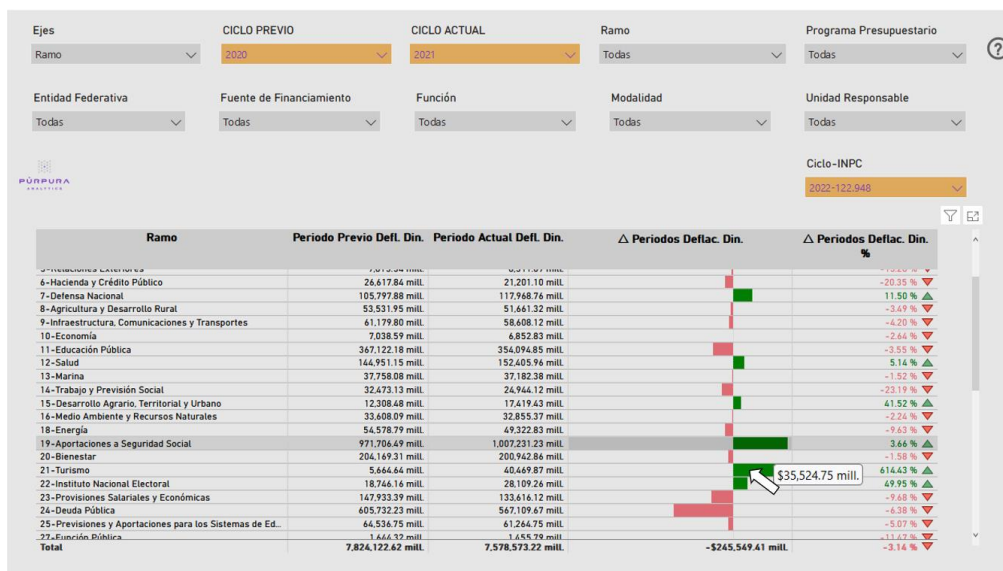 Ejes CICLO PREVIO CICLO ACTUAL Ramo Programa Presupuestario
Ramo 2020 2021 Todas Todas
?
Entidad Federativa Fuente de Financiamiento Función Modalidad Unidad Responsable
Todas Todas Todas Todas Todas
Ciclo-INPC
PÚRPURA
ANALYTICS
2022-122.948
Ramo Periodo Previo Defl. Din. Periodo Actual Defl. Din. △ Periodos Deflac. Din. △ Periodos Deflac. Din. %
5-Relaciones Exteriores
6-Hacienda y Crédito Público 26,617.84 mill. 21,201.10 mill. -20.35 %
7-Defensa Nacional 105,797.88 mill. 117,968.76 mill. 11.50 %
8-Agricultura y Desarrollo Rural 53,531.95 mill. 51,661.32 mill. -3.49 %
9-Infraestructura, Comunicaciones y Transportes 61,179.80 mill. 58,608.12 mill. -4.20 %
10-Economía 7,038.59 mill. 6,852.83 mill. -2.64 %
11-Educación Pública 367,122.18 mill. 354,094.85 mill. -3.55 %
12-Salud 144,951.15 mill. 152,405.96 mill. 5.14 %
13-Marina 37,758.08 mill. 37,182.38 mill. -1.52 %
14-Trabajo y Previsión Social 32,473.13 mill. 24,944.12 mill. -23.19 %
15-Desarrollo Agrario, Territorial y Urbano 12,308.48 mill. 17,419.43 mill. 41.52 %
16-Medio Ambiente y Recursos Naturales 33,608.09 mill. 32,855.37 mill. -2.24 %
18-Energía 54,578.79 mill. 49,322.83 mill. -9.63 %
19-Aportaciones a Seguridad Social 971,706.49 mill. 1,007,231.23 mill. 3.66 %
20-Bienestar 204,169.31 mill. 200,942.86 mill. -1.58 %
21-Turismo 5,664.64 mill. 40,469.87 mill. 614.43 %
$35,524.75 mill.
22-Instituto Nacional Electoral 18,746.16 mill. 28,109.26 mill. 49.95 %
23-Provisiones Salariales y Económicas 147,933.39 mill. 133,616.12 mill. -9.68 %
24-Deuda Pública 605,732.23 mill. 567,109.67 mill. -6.38 %
25-Previsiones y Aportaciones para los Sistemas de Ed... 64,536.75 mill. 61,264.75 mill. -5.07 %
27-Función Pública 1,644.32 mill. 1,455.79 mill. -11.47 %
Total 7,824,122.62 mill. 7,578,573.22 mill. -$245,549.41 mill. -3.14 %